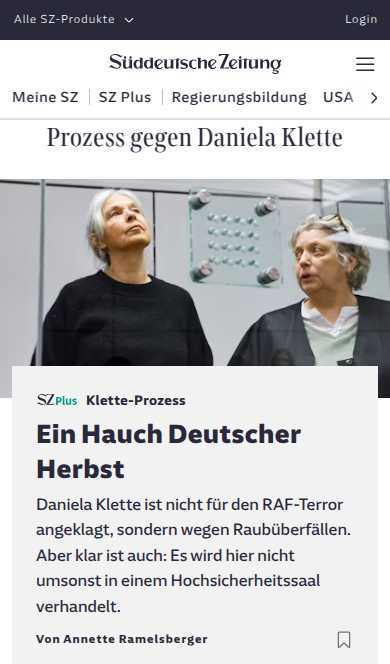 Alle SZ-Produkte
Login
Süddeutsche Zeitung
Meine SZ
SZ Plus
Regierungsbildung
USA
Prozess gegen Daniela Klette
SZ Plus Klette-Prozess
Ein Hauch Deutscher
Herbst
Daniela Klette ist nicht für den RAF-Terror
angeklagt, sondern wegen Raubüberfällen.
Aber klar ist auch: Es wird hier nicht
umsonst in einem Hochsicherheitssaal
verhandelt.
Von Annette Ramelsberger